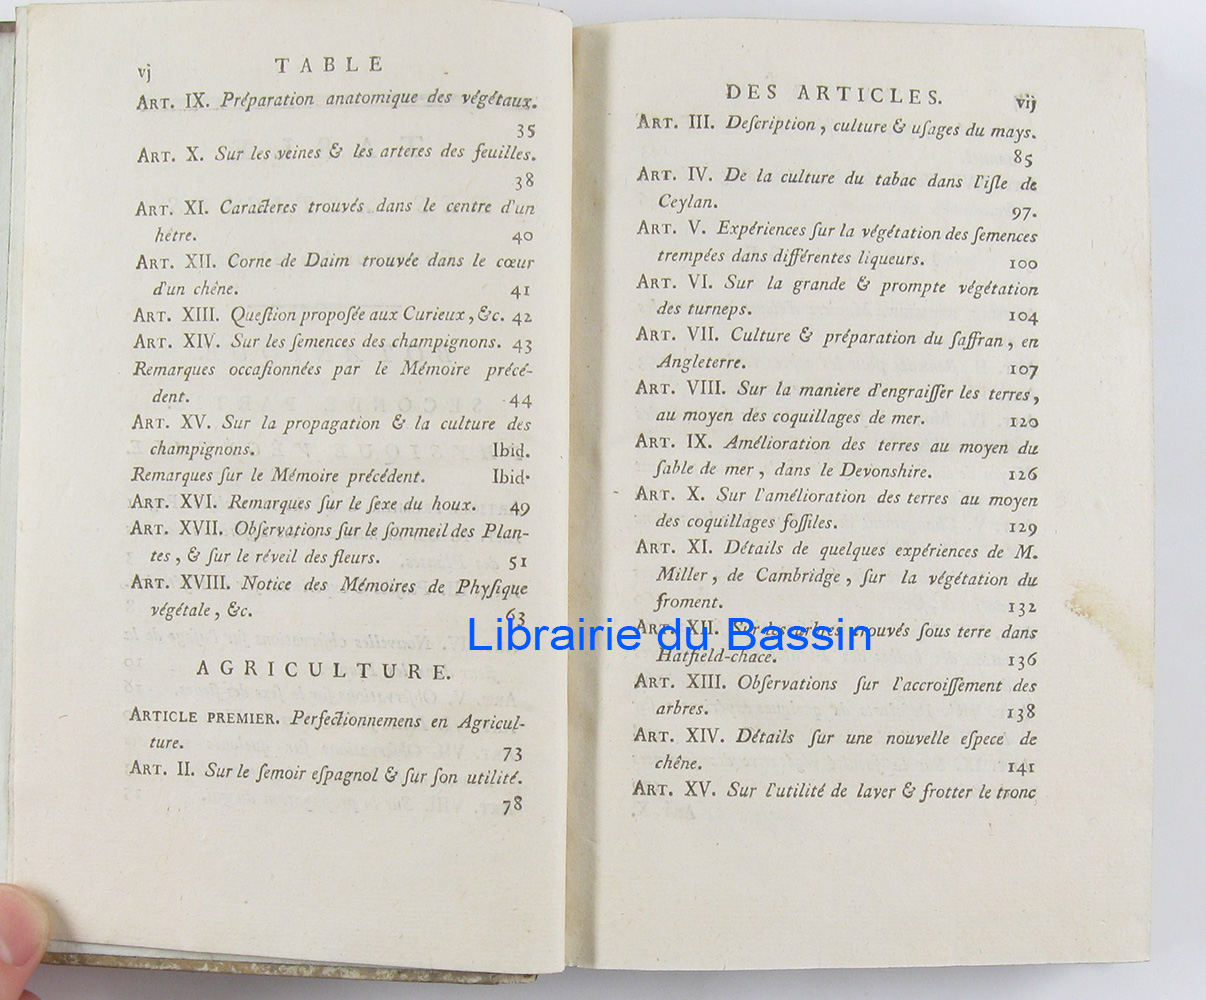 vj
TABLE
ART. IX. Préparation anatomique des végétaux.
35
ART. X. Sur les veines & les arteres des feuilles.
38
ART. XI. Caracteres trouvés dans le centre d'un
hêtre. 40
ART. XII. Corne de Daim trouvée dans le cœur
d'un chêne. 41
ART. XIII. Queſtion propoſée aux Curieux, &c. 42
ART. XIV. Sur les ſemences des champignons. 43
Remarques occaſionnées par le Mémoire précé-
dent. 44
ART. XV. Sur la propagation & la culture des
champignons. Ibid.
Remarques ſur le Mémoire précédent. Ibid.
ART. XVI. Remarques ſur le ſexe du houx. 49
ART. XVII. Obſervations ſur le ſommeil des Plan-
tes, & ſur le réveil des fleurs. 51
ART. XVIII. Notice des Mémoires de Phyſique
végétale, &c. 63
AGRICULTURE.
ARTICLE PREMIER. Perfectionnemens en Agricul-
ture. 73
ART. II. Sur le ſemoir eſpagnol & ſur ſon utilité.
78
DES ARTICLES.
vij
ART. III. Deſcription, culture & uſages du mays.
85
ART. IV. De la culture du tabac dans l'iſle de
Ceylan. 97.
ART. V. Expériences ſur la végétation des ſemences
trempées dans différentes liqueurs. 100
ART. VI. Sur la grande & prompte végétation
des turneps. 104
ART. VII. Culture & préparation du ſaffran, en
Angleterre. 107
ART. VIII. Sur la maniere d'engraiſſer les terres,
au moyen des coquillages de mer. 120
ART. IX. Amélioration des terres au moyen du
ſable de mer, dans le Devonshire. 126
ART. X. Sur l'amélioration des terres au moyen
des coquillages foſſiles. 129
ART. XI. Détails de quelques expériences de M.
Miller, de Cambridge, ſur la végétation du
froment. 132
ART. XII. Sur les arbres trouvés ſous terre dans
Hatfield-chace. 136
ART. XIII. Obſervations ſur l'accroiſſement des
arbres. 138
ART. XIV. Détails ſur une nouvelle eſpece de
chêne. 141
ART. XV. Sur l'utilité de laver & frotter le tronc
Librairie du Bassin